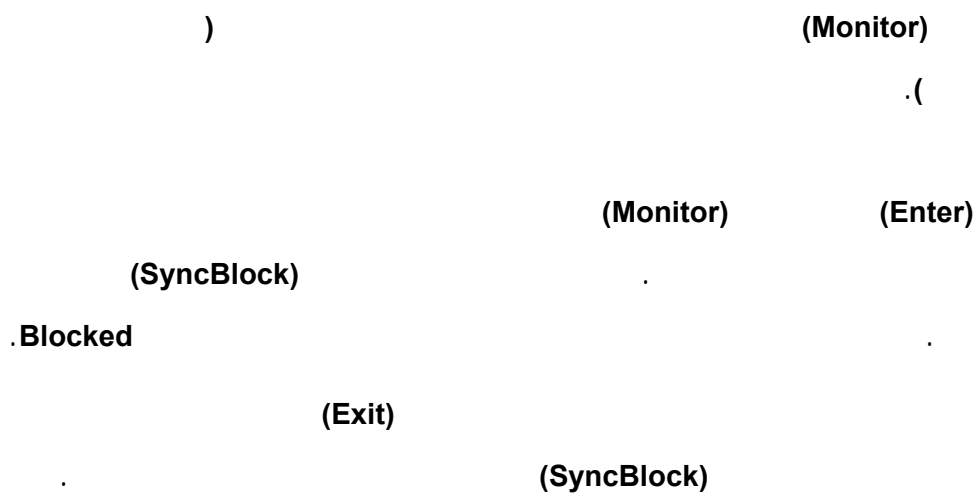 (Monitor) (
).
(Enter) (Monitor)
. (SyncBlock)
. Blocked.
(Exit)
(SyncBlock) .